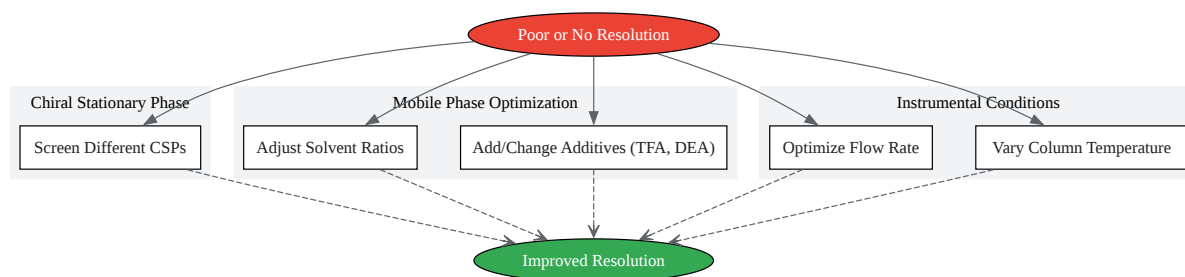 Poor or No Resolution
Chiral Stationary Phase
Mobile Phase Optimization
Instrumental Conditions
Screen Different CSPs
Adjust Solvent Ratios
Add/Change Additives (TFA, DEA)
Optimize Flow Rate
Vary Column Temperature
Improved Resolution